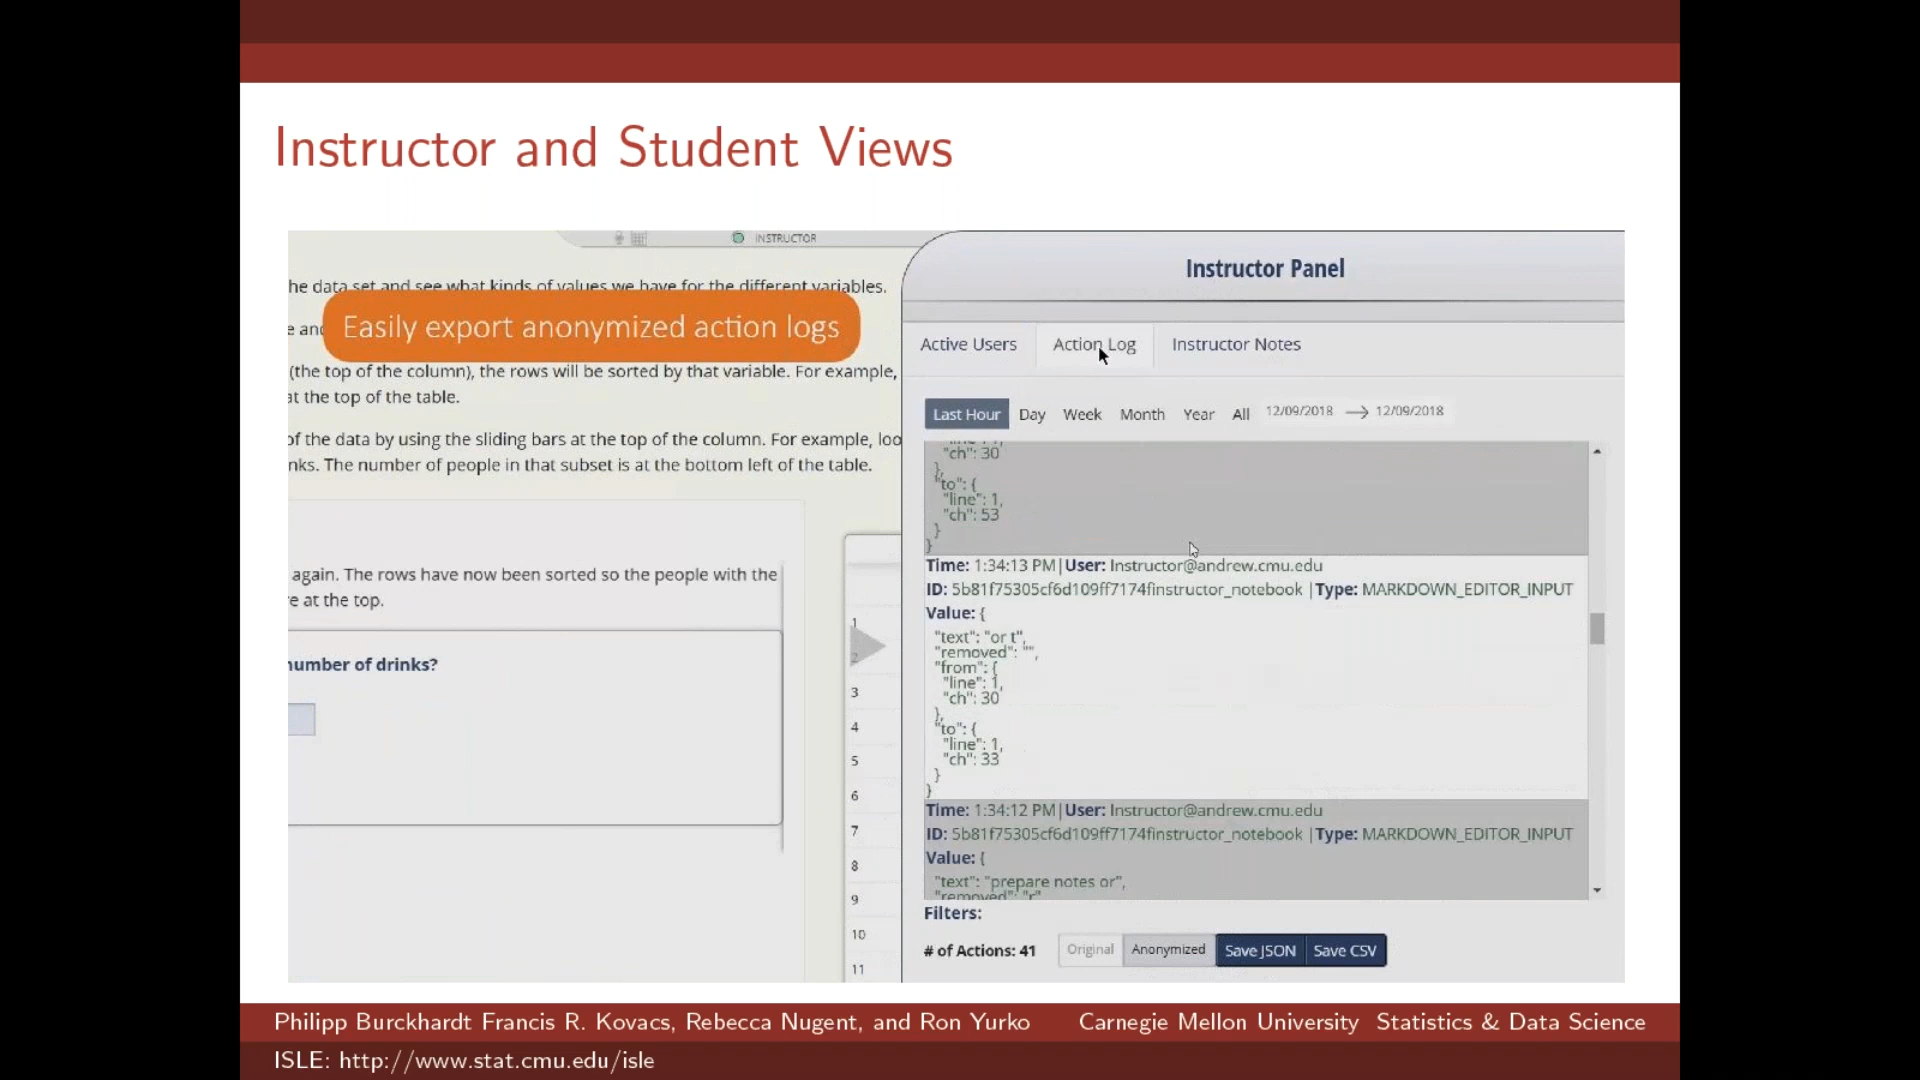 Instructor and Student Views
INSTRUCTOR
he data set and see what kinds of values we have for the different variables.
e and
Easily export anonymized action logs
(the top of the column), the rows will be sorted by that variable. For example,
at the top of the table.
of the data by using the sliding bars at the top of the column. For example, loo
nks. The number of people in that subset is at the bottom left of the table.
again. The rows have now been sorted so the people with the
e at the top.
number of drinks?
1
2
3
4
5
6
7
8
9
10
11
Instructor Panel
Active Users Action Log Instructor Notes
Last Hour Day Week Month Year All 12/09/2018 → 12/09/2018
"line": 1,
"ch": 30
},
"to": {
"line": 1,
"ch": 53
}
}
Time: 1:34:13 PM|User: Instructor@andrew.cmu.edu
ID: 5b81f75305cf6d109ff7174finstructor_notebook |Type: MARKDOWN_EDITOR_INPUT
Value: {
"text": "or t",
"removed": "",
"from": {
"line": 1,
"ch": 30
},
"to": {
"line": 1,
"ch": 33
}
}
Time: 1:34:12 PM|User: Instructor@andrew.cmu.edu
ID: 5b81f75305cf6d109ff7174finstructor_notebook |Type: MARKDOWN_EDITOR_INPUT
Value: {
"text": "prepare notes or",
"removed": "r"
Filters:
# of Actions: 41 Original Anonymized Save JSON Save CSV
Philipp Burckhardt Francis R. Kovacs, Rebecca Nugent, and Ron Yurko Carnegie Mellon University Statistics & Data Science
ISLE: http://www.stat.cmu.edu/isle